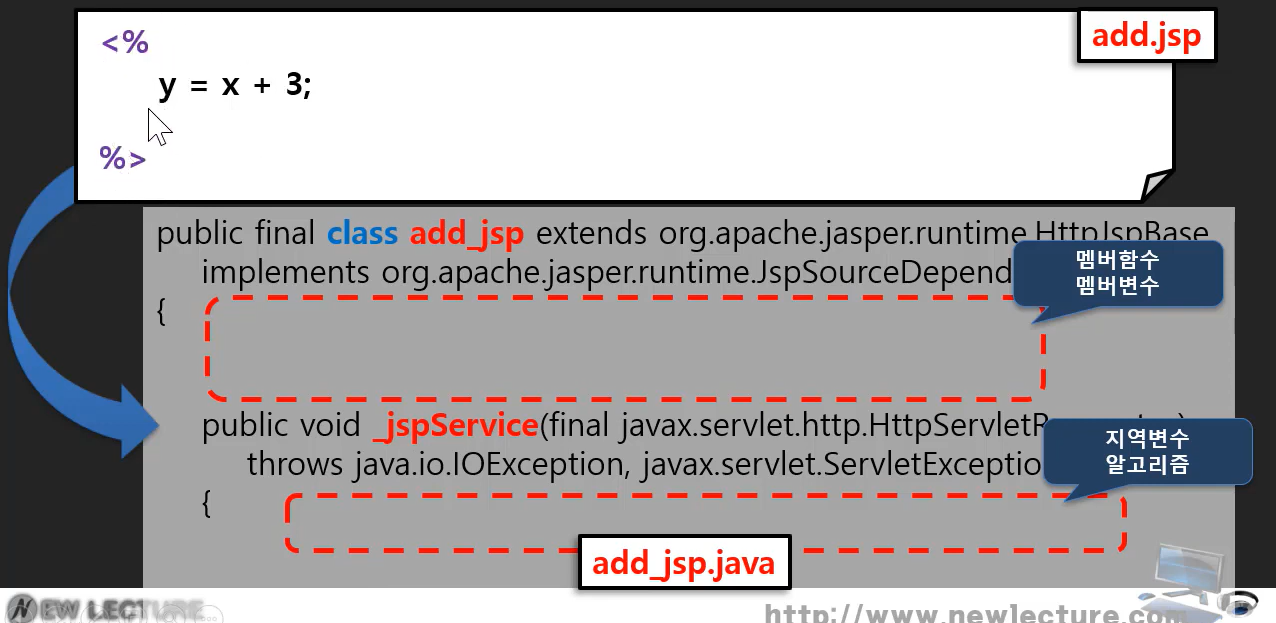 <%
add.jsp
y = x + 3;
%>
public final class add_jsp extends org.apache.jasper.runtime.HttpJspBase
implements org.apache.jasper.runtime.JspSourceDepend
멤버함수
멤버변수
{
public void _jspService(final javax.servlet.http.HttpServletR
throws java.io.IOException, javax.servlet.ServletExceptio
지역변수
알고리즘
{
add_jsp.java
NEW LECTURE
http://www.newlecture.com